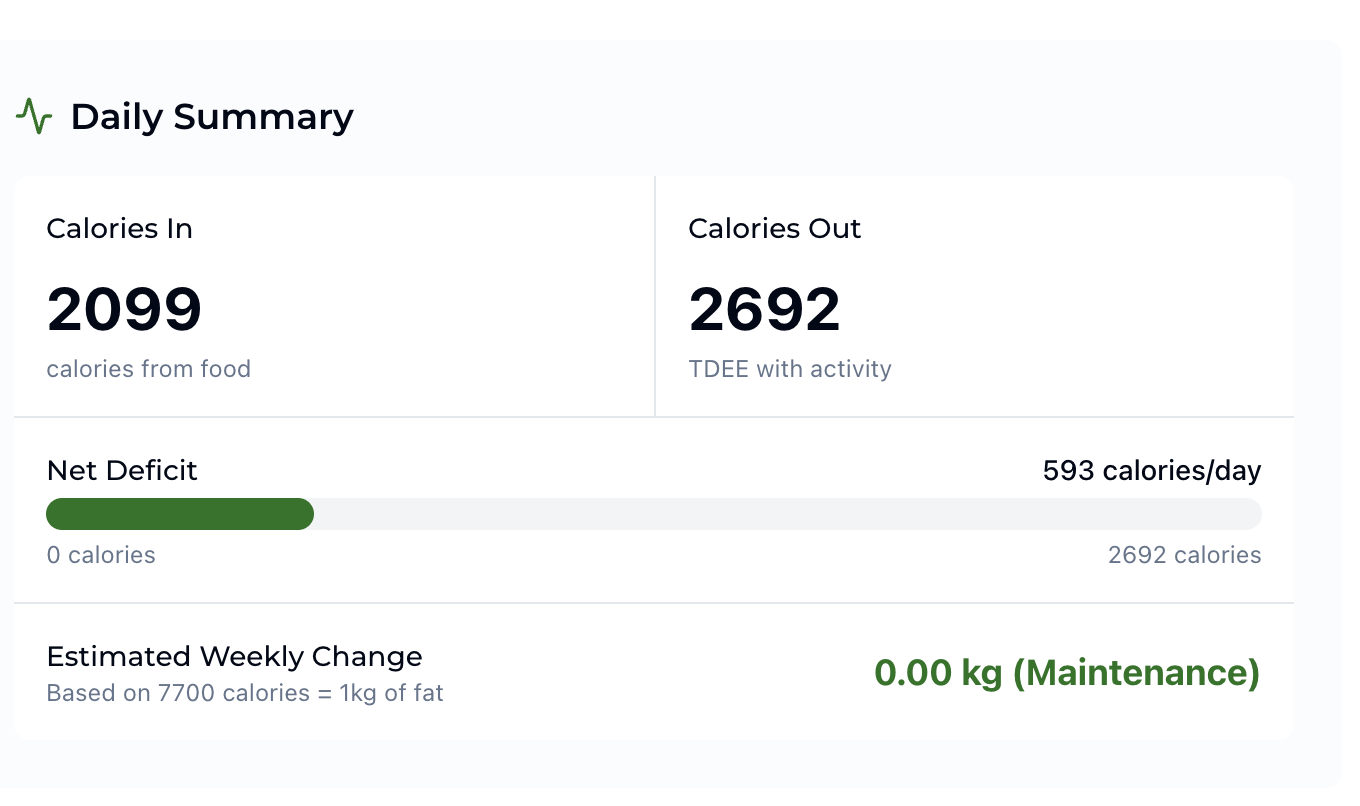 Daily Summary
Calories In
2099
calories from food
Calories Out
2692
TDEE with activity
Net Deficit
593 calories/day
0 calories
2692 calories
Estimated Weekly Change
Based on 7700 calories = 1kg of fat
0.00 kg (Maintenance)